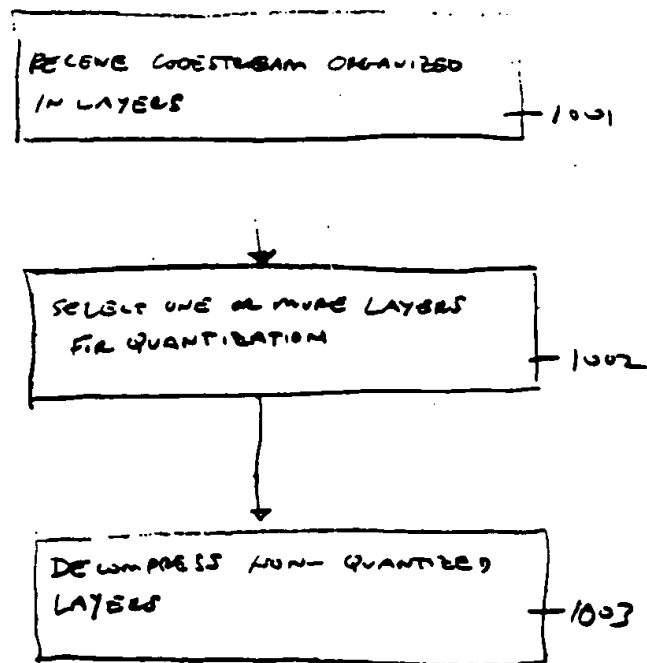 RECEIVE CODESTREAM ORGANIZED
IN LAYERS
1001
SELECT ONE OR MORE LAYERS
FOR QUANTIZATION
1002
DECOMPRESS NON-QUANTIZED
LAYERS
1003